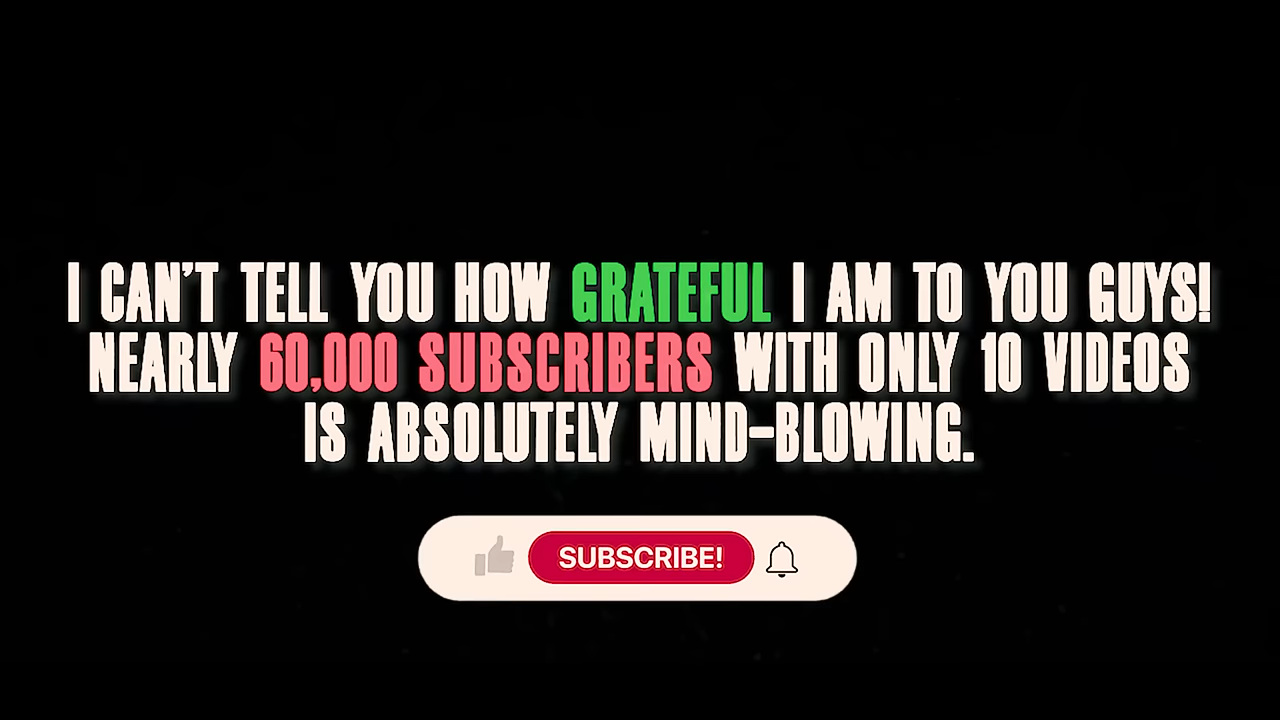 I CAN'T TELL YOU HOW GRATEFUL I AM TO YOU GUYS!
NEARLY 60,000 SUBSCRIBERS WITH ONLY 10 VIDEOS
IS ABSOLUTELY MIND-BLOWING.
SUBSCRIBE!